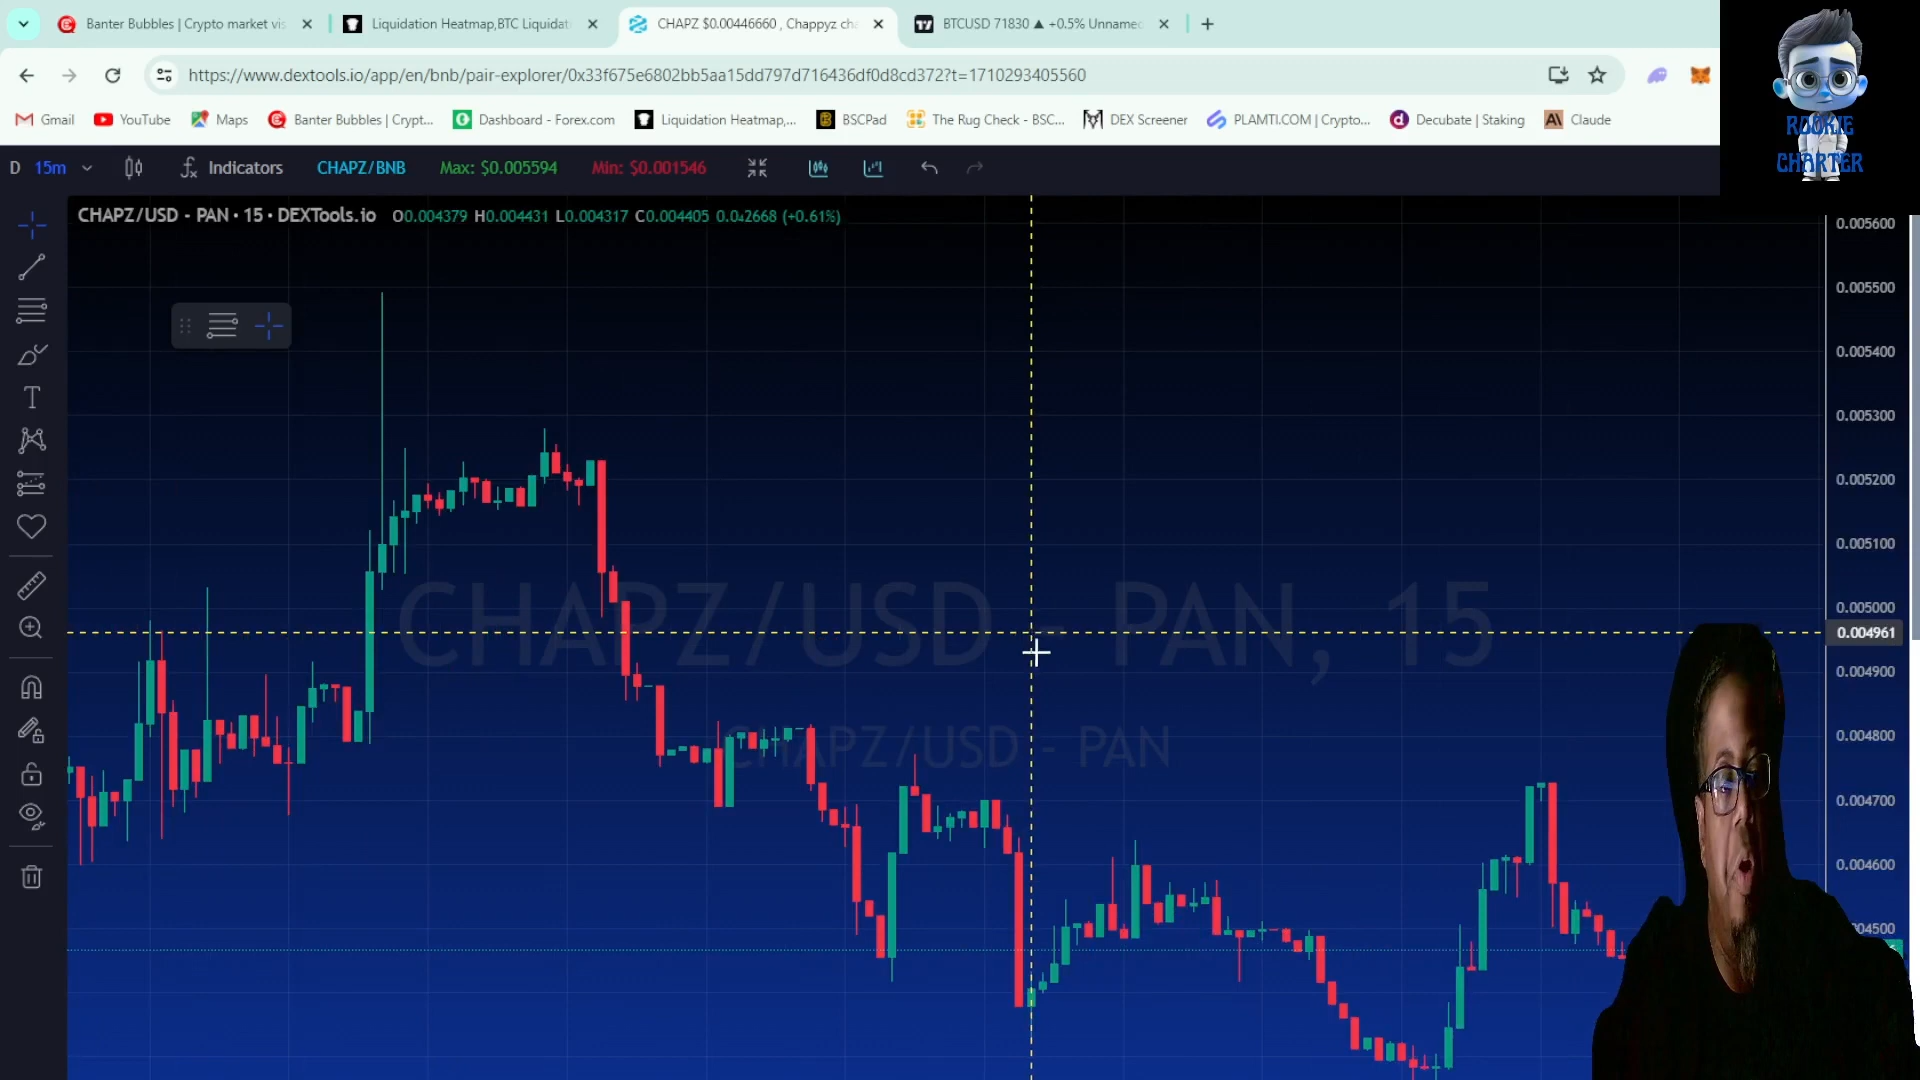 Banter Bubbles | Crypto market vis
Liquidation Heatmap,BTC Liquidat
CHAPZ $0.00446660 , Chappyz cha
BTCUSD 71830 ▲ +0.5% Unnamed
https://www.dextools.io/app/en/bnb/pair-explorer/0x33f675e6802bb5aa15dd797d716436df0d8cd372?t=1710293405560
Gmail
YouTube
Maps
Banter Bubbles | Crypt...
Dashboard - Forex.com
Liquidation Heatmap,...
BSCPad
The Rug Check - BSC...
DEX Screener
PLAMTI.COM | Crypto...
Decubate | Staking
Claude
ROOKIE
CHARTER
D 15m
Indicators
CHAPZ/BNB
Max: $0.005594
Min: $0.001546
CHAPZ/USD - PAN • 15 • DEXTools.io O0.004379 H0.004431 L0.004317 C0.004405 0.0₄2668 (+0.61%)
0.005600
0.005500
0.005400
0.005300
0.005200
0.005100
0.005000
0.004961
0.004900
0.004800
0.004700
0.004600
CHAPZ/USD - PAN, 15
CHAPZ/USD - PAN